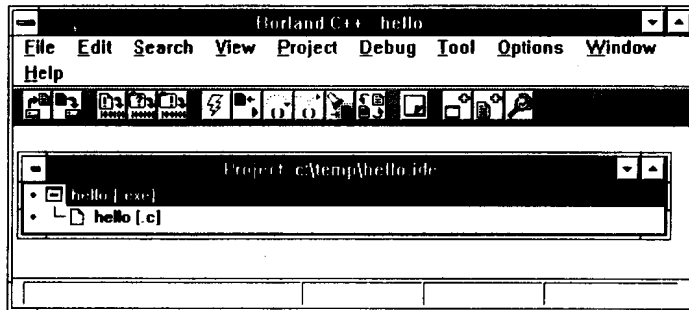 Borland C++ hello
File Edit Search View Project Debug Tool Options Window
Help
Project c:\temp\hello.ide
hello [.exe]
hello [.c]